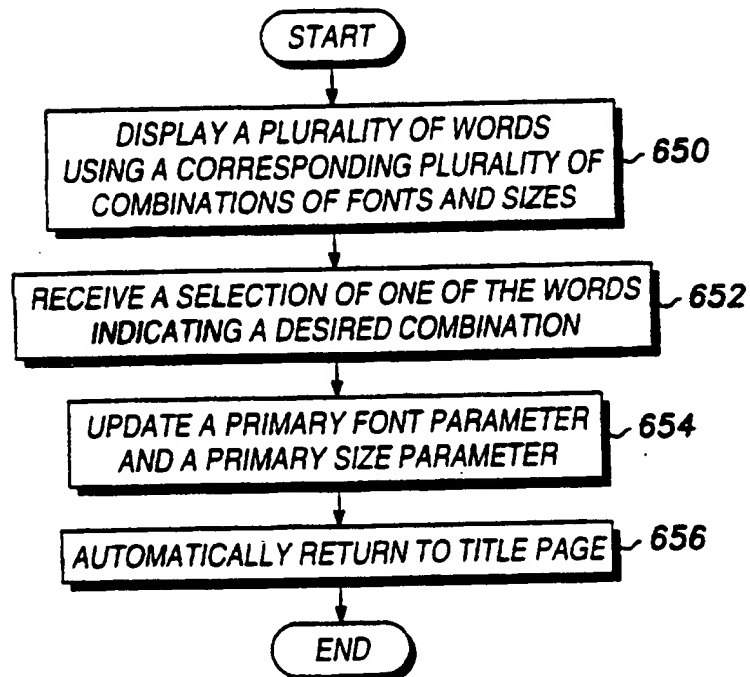 START
DISPLAY A PLURALITY OF WORDS
USING A CORRESPONDING PLURALITY OF
COMBINATIONS OF FONTS AND SIZES
650
RECEIVE A SELECTION OF ONE OF THE WORDS
INDICATING A DESIRED COMBINATION
652
UPDATE A PRIMARY FONT PARAMETER
AND A PRIMARY SIZE PARAMETER
654
AUTOMATICALLY RETURN TO TITLE PAGE
656
END